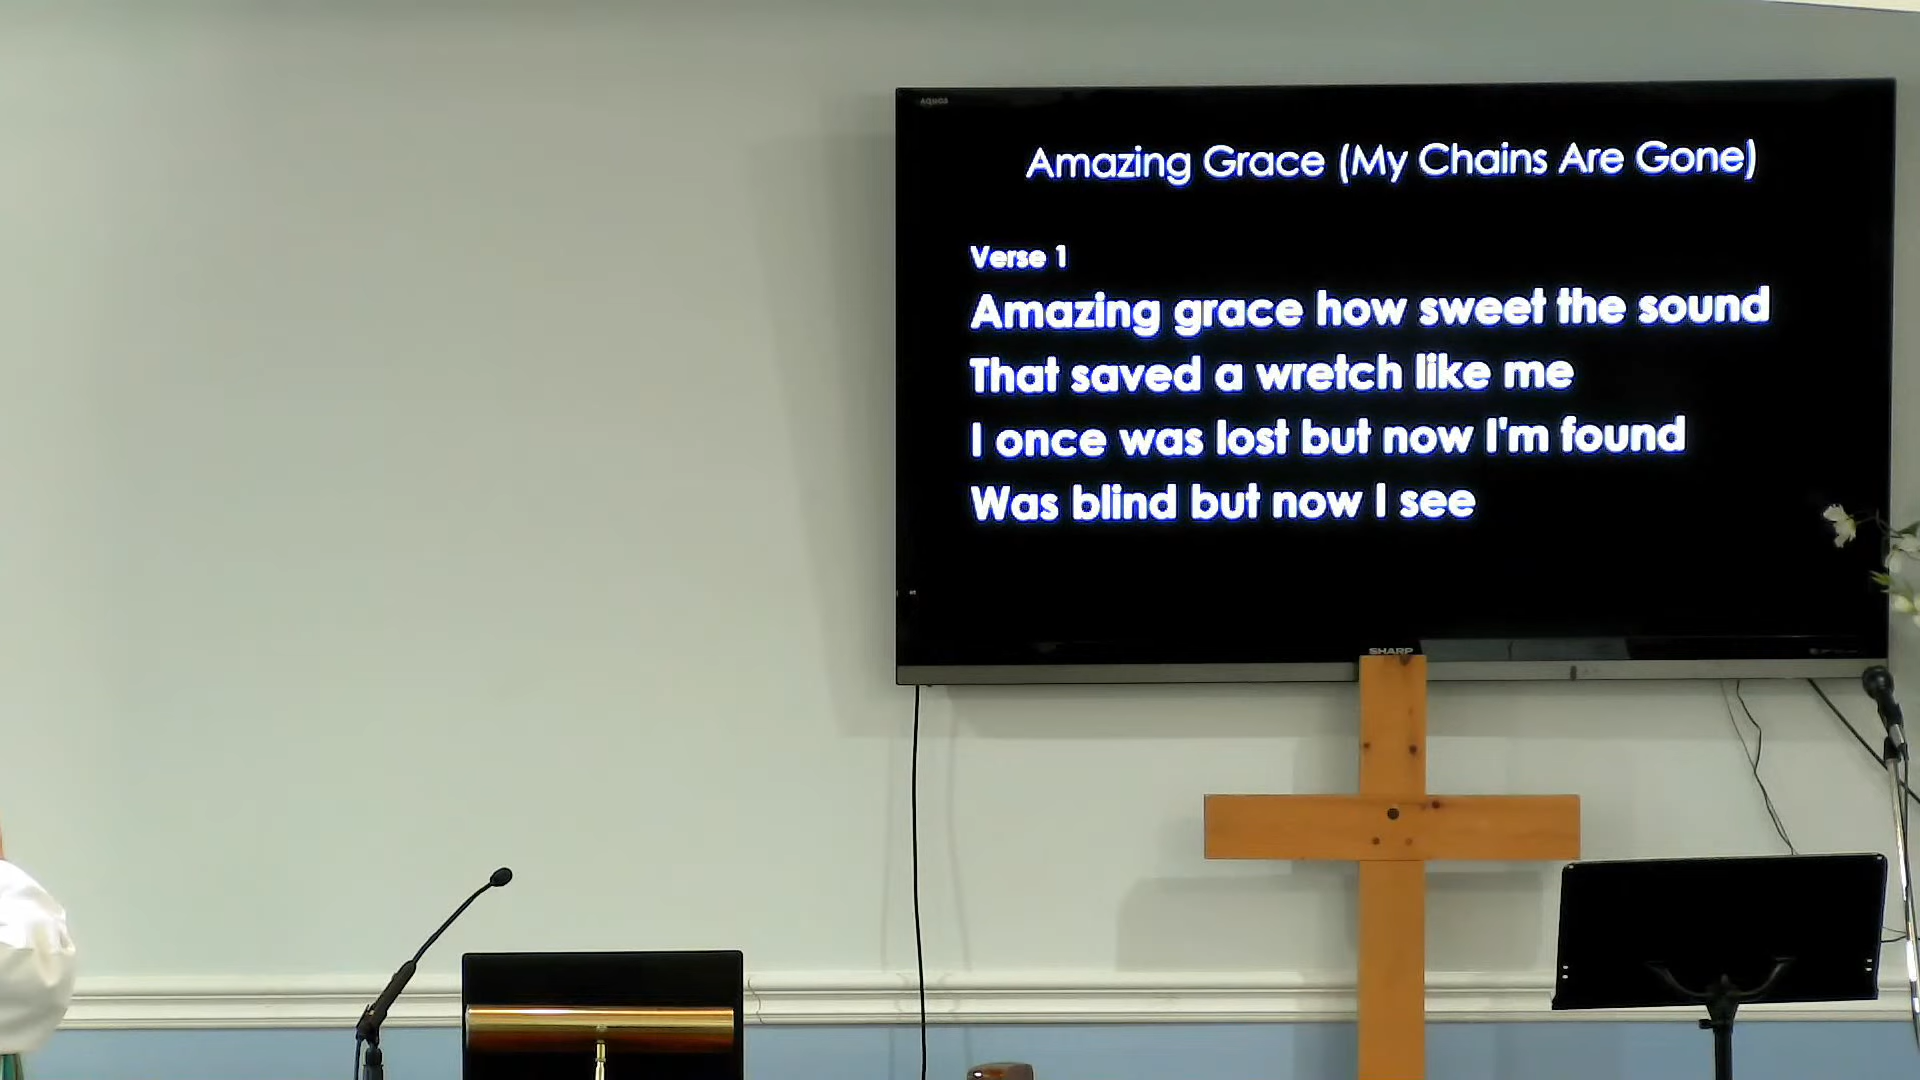 AQUOS
Amazing Grace (My Chains Are Gone)
Verse 1
Amazing grace how sweet the sound
That saved a wretch like me
I once was lost but now I'm found
Was blind but now I see
SHARP